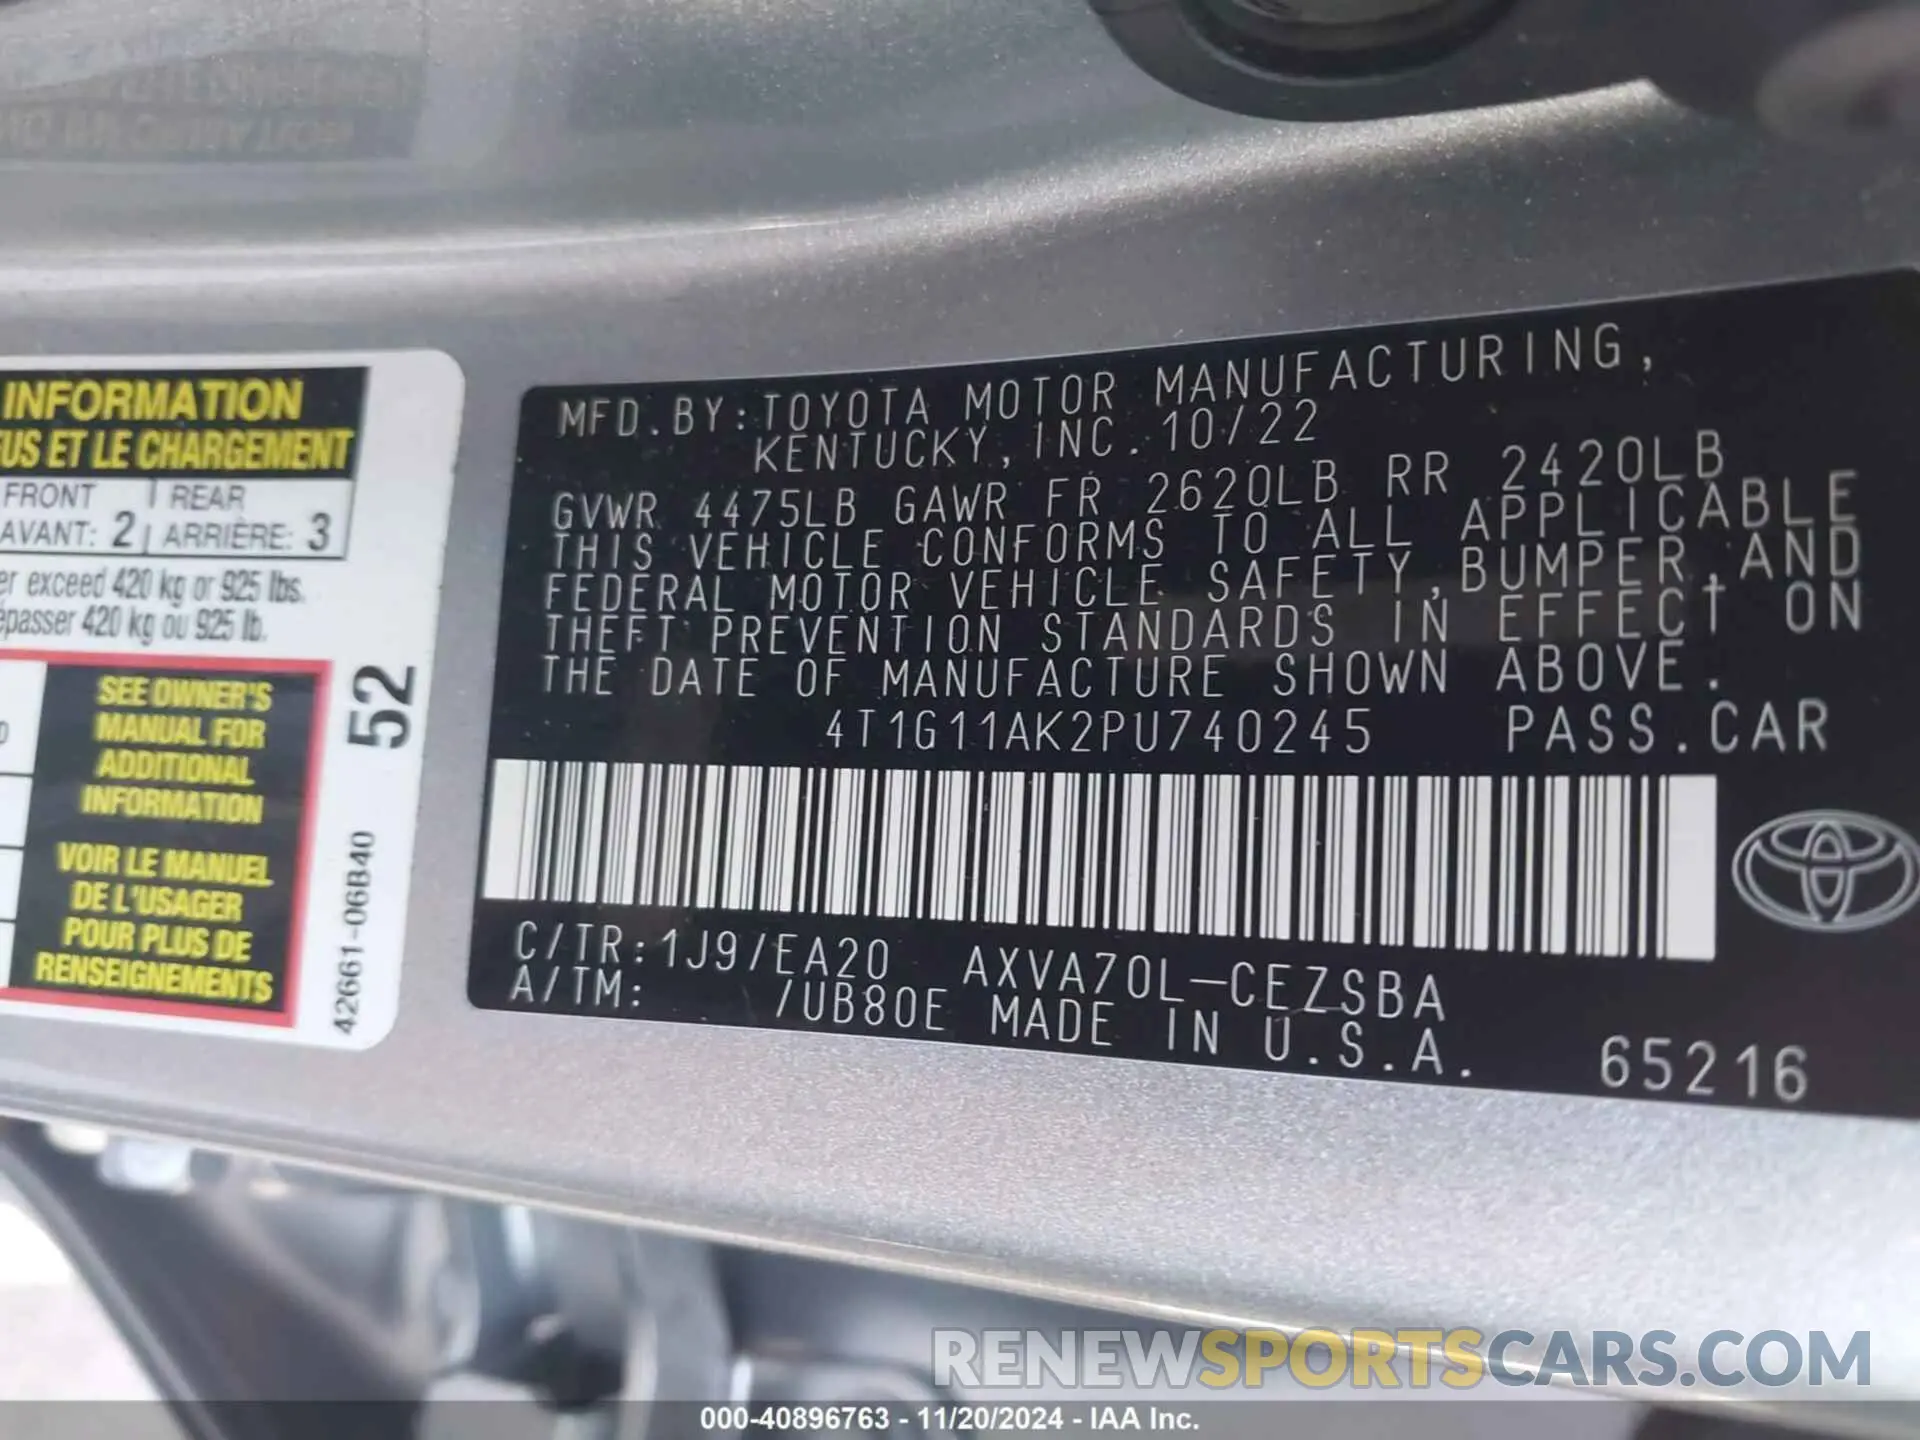 INFORMATION
EUS ET LE CHARGEMENT
FRONT REAR
AVANT: 2 ARRIÈRE: 3
er exceed 420 kg or 925 lbs.
épasser 420 kg ou 925 lb.
SEE OWNER'S
MANUAL FOR
ADDITIONAL
INFORMATION
VOIR LE MANUEL
DE L'USAGER
POUR PLUS DE
RENSEIGNEMENTS
52
42661-06B40
MFD.BY:TOYOTA MOTOR MANUFACTURING,
KENTUCKY, INC. 10/22
GVWR 4475LB GAWR FR 2620LB RR 2420LB
THIS VEHICLE CONFORMS TO ALL APPLICABLE
FEDERAL MOTOR VEHICLE SAFETY,BUMPER,AND
THEFT PREVENTION STANDARDS IN EFFECT ON
THE DATE OF MANUFACTURE SHOWN ABOVE.
4T1G11AK2PU740245 PASS.CAR
C/TR:1J9/EA20 AXVA70L-CEZSBA
A/TM: /UB80E MADE IN U.S.A. 65216
RENEWSPORTSCARS.COM
000-40896763 - 11/20/2024 - IAA Inc.